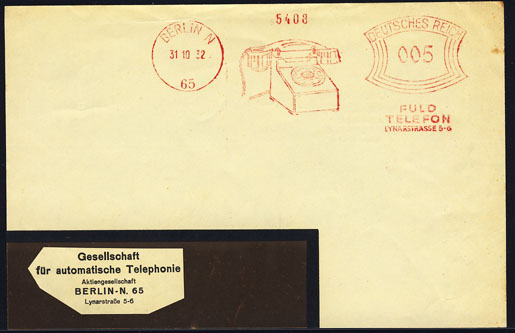 5408
BERLIN N
31 10 32
65
DEUTSCHES REICH
005
FULD
TELEFON
LYNARSTRASSE 5-6
Gesellschaft
für automatische Telephonie
Aktiengesellschaft
BERLIN-N. 65
Lynarstraße 5-6